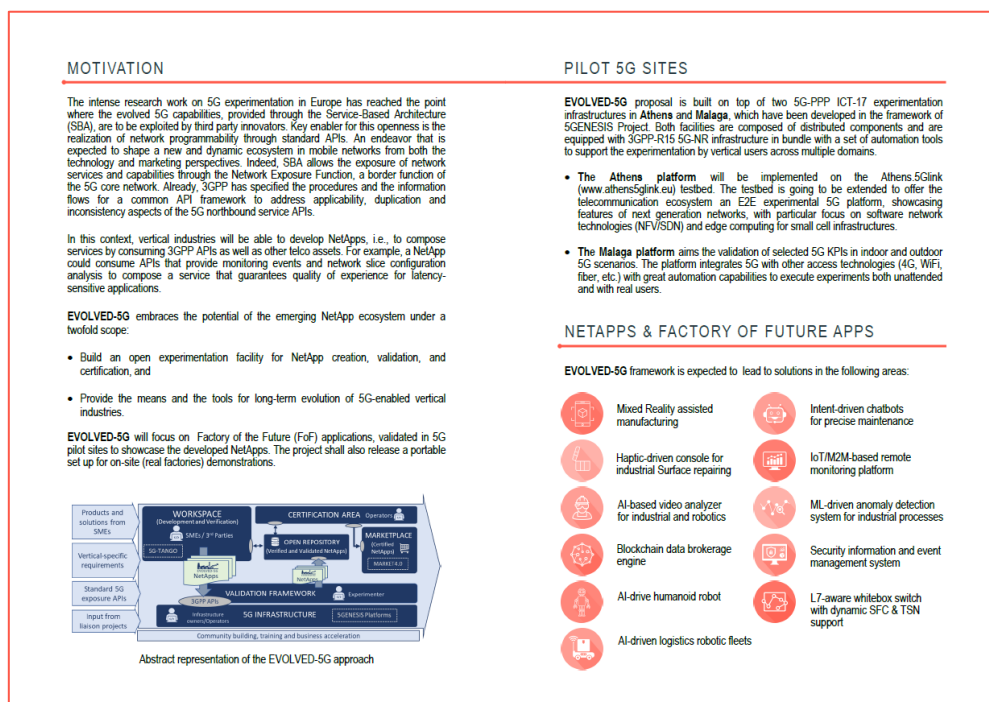 MOTIVATION
The intense research work on 5G experimentation in Europe has reached the point
where the evolved 5G capabilities, provided through the Service-Based Architecture
(SBA), are to be exploited by third party innovators. Key enabler for this openness is the
realization of network programmability through standard APIs. An endeavor that is
expected to shape a new and dynamic ecosystem in mobile networks from both the
technology and marketing perspectives. Indeed, SBA allows the exposure of network
services and capabilities through the Network Exposure Function, a border function of
the 5G core network. Already, 3GPP has specified the procedures and the information
flows for a common API framework to address applicability, duplication and
inconsistency aspects of the 5G northbound service APIs.
In this context, vertical industries will be able to develop NetApps, i.e., to compose
services by consuming 3GPP APIs as well as other telco assets. For example, a NetApp
could consume APIs that provide monitoring events and network slice configuration
analysis to compose a service that guarantees quality of experience for latency-
sensitive applications.
EVOLVED-5G embraces the potential of the emerging NetApp ecosystem under a
twofold scope:
• Build an open experimentation facility for NetApp creation, validation, and
certification, and
• Provide the means and the tools for long-term evolution of 5G-enabled vertical
industries.
EVOLVED-5G will focus on Factory of the Future (FoF) applications, validated in 5G
pilot sites to showcase the developed NetApps. The project shall also release a portable
set up for on-site (real factories) demonstrations.
Products and
solutions from
SMEs
Vertical-specific
requirements
Standard 5G
exposure APIs
Input from
liaison projects
WORKSPACE
(Development and Verification)
SMEs / 3rd Parties
5G-TANGO
NetApps
3GPP APIs
CERTIFICATION AREA Operators
OPEN REPOSITORY
(Verified and Validated NetApps)
MARKETPLACE
(Certified
NetApps)
MARKET4.0
NetApps
VALIDATION FRAMEWORK Experimenter
Infrastructure
owners/Operators
5G INFRASTRUCTURE
5GENESIS Platforms
Community building, training and business acceleration
Abstract representation of the EVOLVED-5G approach
PILOT 5G SITES
EVOLVED-5G proposal is built on top of two 5G-PPP ICT-17 experimentation
infrastructures in Athens and Malaga, which have been developed in the framework of
5GENESIS Project. Both facilities are composed of distributed components and are
equipped with 3GPP-R15 5G-NR infrastructure in bundle with a set of automation tools
to support the experimentation by vertical users across multiple domains.
• The Athens platform will be implemented on the Athens.5Glink
(www.athens5glink.eu) testbed. The testbed is going to be extended to offer the
telecommunication ecosystem an E2E experimental 5G platform, showcasing
features of next generation networks, with particular focus on software network
technologies (NFV/SDN) and edge computing for small cell infrastructures.
• The Malaga platform aims the validation of selected 5G KPIs in indoor and outdoor
5G scenarios. The platform integrates 5G with other access technologies (4G, WiFi,
fiber, etc.) with great automation capabilities to execute experiments both unattended
and with real users.
NETAPPS & FACTORY OF FUTURE APPS
EVOLVED-5G framework is expected to lead to solutions in the following areas:
Mixed Reality assisted
manufacturing
Haptic-driven console for
industrial Surface repairing
AI-based video analyzer
for industrial and robotics
Blockchain data brokerage
engine
AI-drive humanoid robot
AI-driven logistics robotic fleets
Intent-driven chatbots
for precise maintenance
IoT/M2M-based remote
monitoring platform
ML-driven anomaly detection
system for industrial processes
Security information and event
management system
L7-aware whitebox switch
with dynamic SFC & TSN
support